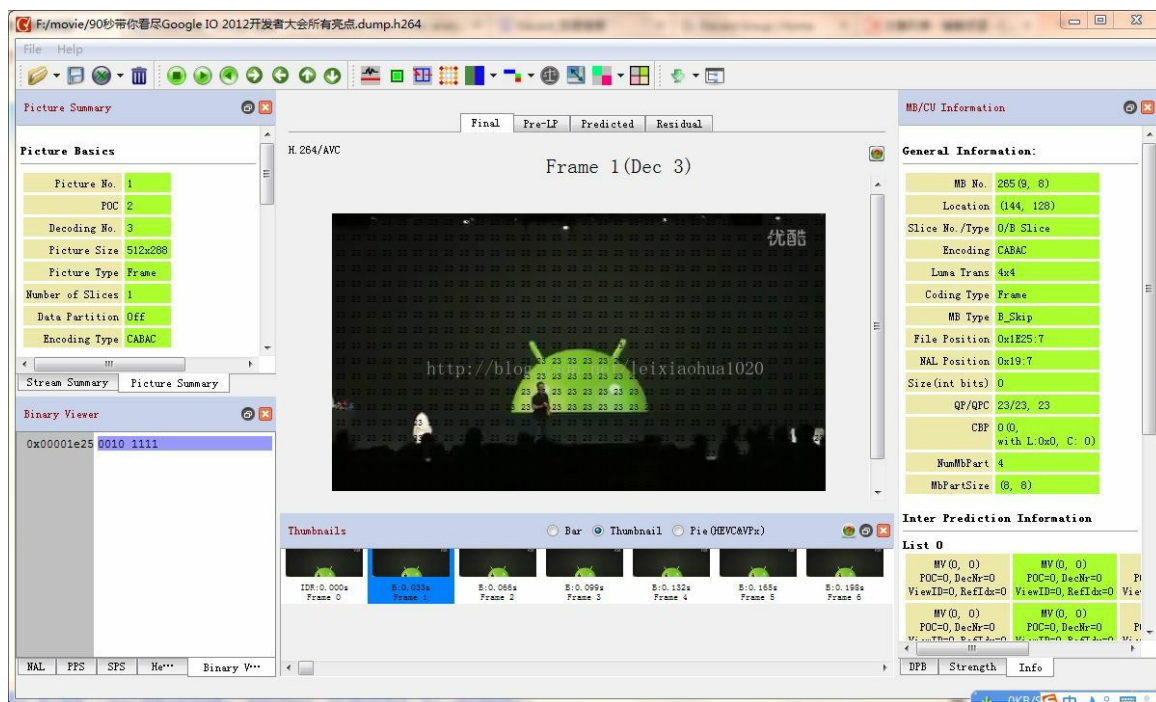 F:/movie/90秒带你看尽Google IO 2012开发者大会所有亮点.dump.h264
File Help
Picture Summary
Picture Basics
Picture No. 1
POC 2
Decoding No. 3
Picture Size 512x288
Picture Type Frame
Number of Slices 1
Data Partition Off
Encoding Type CABAC
Stream Summary Picture Summary
Binary Viewer
0x00001e25 0010 1111
NAL PPS SPS He… Binary V…
Final Pre-LP Predicted Residual
H.264/AVC
Frame 1(Dec 3)
优酷
23 23 23 23 23 23
http://blog. /leixiaohua1020
Thumbnails Bar Thumbnail Pie(HEVC&VPx)
IDR:0.000s B:0.033s B:0.066s B:0.099s B:0.132s B:0.165s B:0.198s
Frame 0 Frame 1 Frame 2 Frame 3 Frame 4 Frame 5 Frame 6
MB/CU Information
General Information:
MB No. 265(9, 8)
Location (144, 128)
Slice No./Type 0/B Slice
Encoding CABAC
Luma Trans 4x4
Coding Type Frame
MB Type B_Skip
File Position 0x1E25:7
NAL Position 0x19:7
Size(int bits) 0
QP/QPC 23/23, 23
CBP 0(0,
with L:0x0, C: 0)
NumMbPart 4
MbPartSize (8, 8)
Inter Prediction Information
List 0
MV(0, 0) MV(0, 0)
POC=0, DecNr=0 POC=0, DecNr=0
ViewID=0, RefIdx=0 ViewID=0, RefIdx=0 Vie
MV(0, 0) MV(0, 0)
POC=0, DecNr=0 POC=0, DecNr=0
DPB Strength Info
0KB/S 中